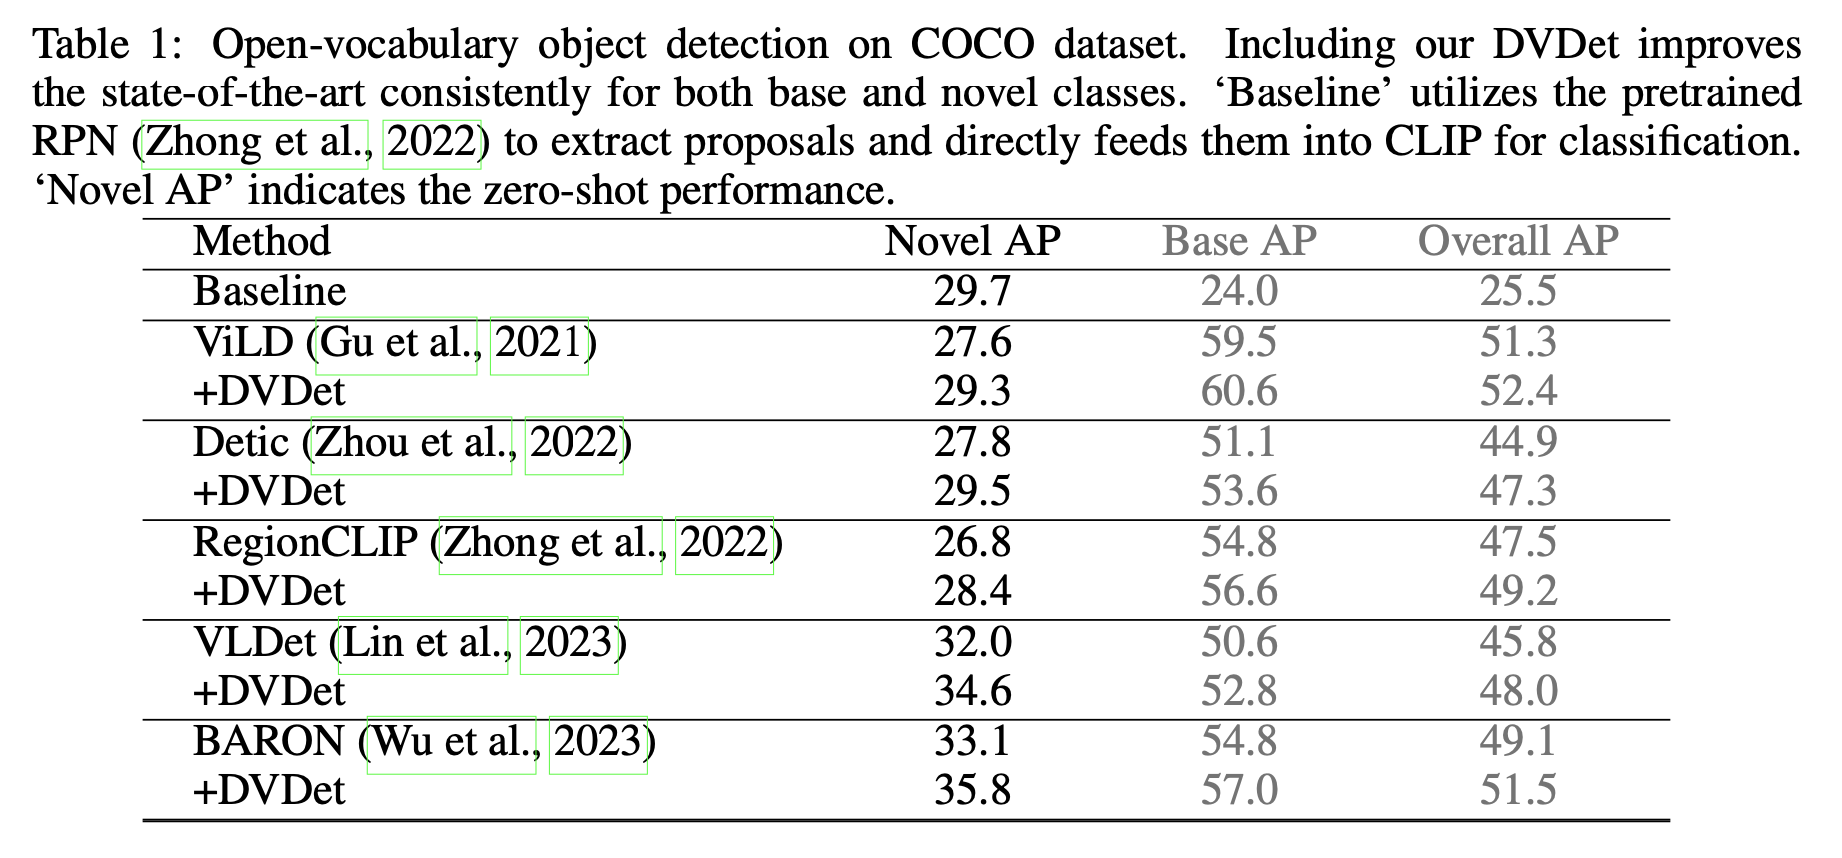 Table 1: Open-vocabulary object detection on COCO dataset. Including our DVDet improves
the state-of-the-art consistently for both base and novel classes. ‘Baseline’ utilizes the pretrained
RPN (Zhong et al., 2022) to extract proposals and directly feeds them into CLIP for classification.
‘Novel AP’ indicates the zero-shot performance.
Method Novel AP Base AP Overall AP
Baseline 29.7 24.0 25.5
ViLD (Gu et al., 2021) 27.6 59.5 51.3
+DVDet 29.3 60.6 52.4
Detic (Zhou et al., 2022) 27.8 51.1 44.9
+DVDet 29.5 53.6 47.3
RegionCLIP (Zhong et al., 2022) 26.8 54.8 47.5
+DVDet 28.4 56.6 49.2
VLDet (Lin et al., 2023) 32.0 50.6 45.8
+DVDet 34.6 52.8 48.0
BARON (Wu et al., 2023) 33.1 54.8 49.1
+DVDet 35.8 57.0 51.5